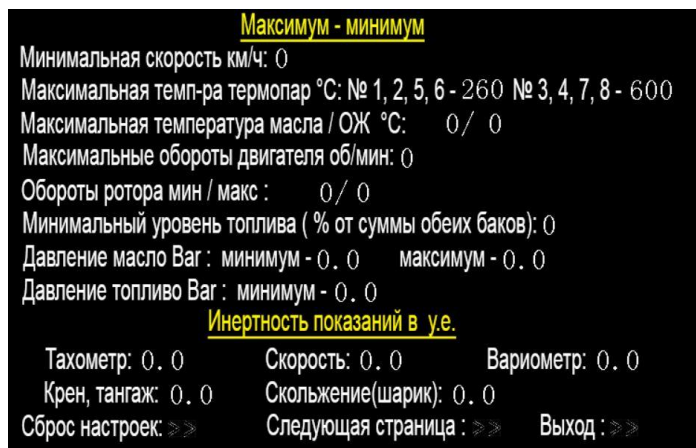 Максимум - минимум
Минимальная скорость км/ч: 0
Максимальная темп-ра термопар °С: № 1, 2, 5, 6 - 260 № 3, 4, 7, 8 - 600
Максимальная температура масла / ОЖ °С: 0/ 0
Максимальные обороты двигателя об/мин: 0
Обороты ротора мин / макс : 0/ 0
Минимальный уровень топлива ( % от суммы обеих баков): 0
Давление масло Bar : минимум - 0.0 максимум - 0.0
Давление топливо Bar : минимум - 0.0
Инертность показаний в у.е.
Тахометр: 0.0 Скорость: 0.0 Вариометр: 0.0
Крен, тангаж: 0.0 Скольжение(шарик): 0.0
Сброс настроек: >> Следующая страница : >> Выход : >>